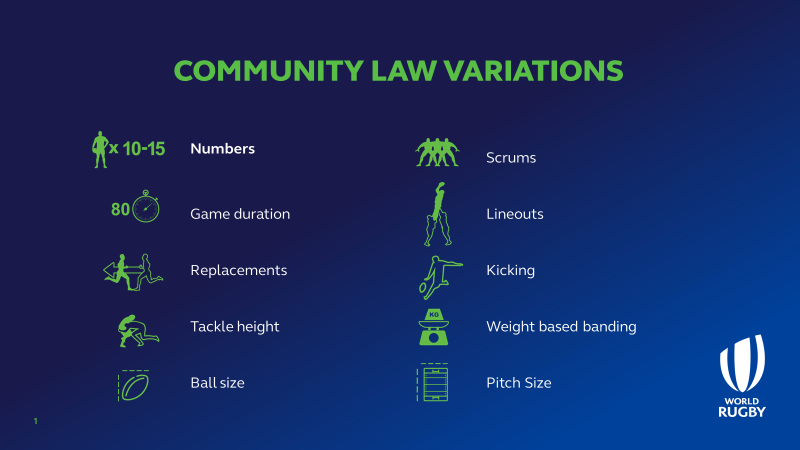 COMMUNITY LAW VARIATIONS
x 10-15
Numbers
80
Game duration
Replacements
Tackle height
Ball size
Scrums
Lineouts
Kicking
KG
Weight based banding
Pitch Size
WORLD
RUGBY
1